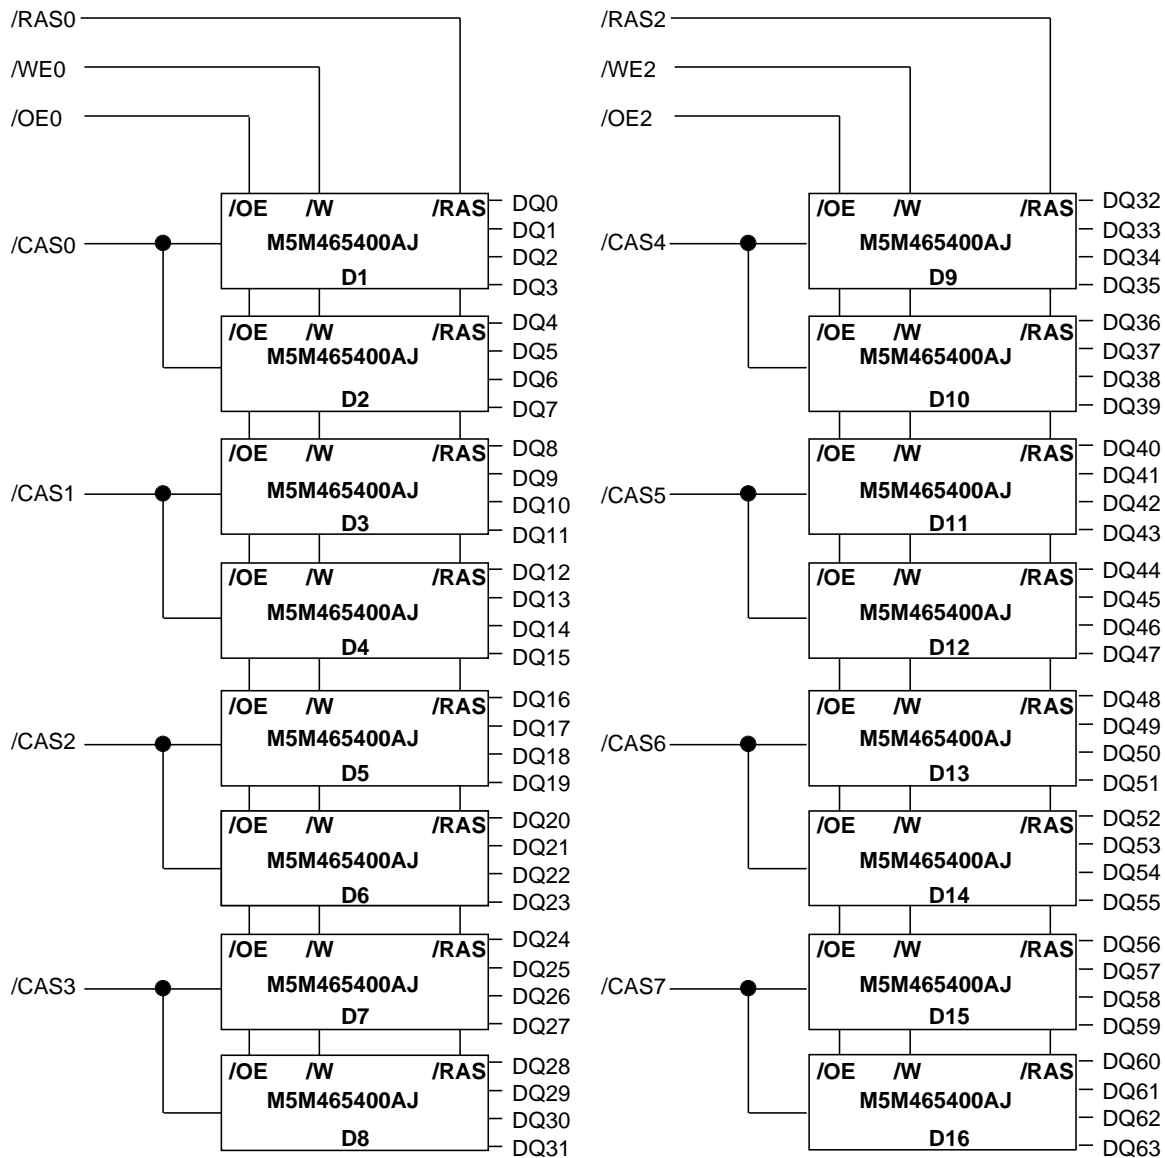 /RAS0
/WE0
/OE0
/OE /W /RAS
DQ0
DQ1
/CAS0
M5M465400AJ
DQ2
D1
DQ3
/OE /W /RAS
DQ4
M5M465400AJ
DQ5
DQ6
D2
DQ7
/OE /W /RAS
DQ8
DQ9
/CAS1
M5M465400AJ
DQ10
D3
DQ11
/OE /W /RAS
DQ12
DQ13
M5M465400AJ
DQ14
D4
DQ15
/OE /W /RAS
DQ16
DQ17
/CAS2
M5M465400AJ
DQ18
D5
DQ19
/OE /W /RAS
DQ20
DQ21
M5M465400AJ
DQ22
D6
DQ23
/OE /W /RAS
DQ24
DQ25
/CAS3
M5M465400AJ
DQ26
D7
DQ27
/OE /W /RAS
DQ28
DQ29
M5M465400AJ
DQ30
D8
DQ31
/RAS2
/WE2
/OE2
/OE /W /RAS
DQ32
DQ33
/CAS4
M5M465400AJ
DQ34
D9
DQ35
/OE /W /RAS
DQ36
M5M465400AJ
DQ37
DQ38
D10
DQ39
/OE /W /RAS
DQ40
DQ41
/CAS5
M5M465400AJ
DQ42
D11
DQ43
/OE /W /RAS
DQ44
DQ45
M5M465400AJ
DQ46
D12
DQ47
/OE /W /RAS
DQ48
DQ49
/CAS6
M5M465400AJ
DQ50
D13
DQ51
/OE /W /RAS
DQ52
DQ53
M5M465400AJ
DQ54
D14
DQ55
/OE /W /RAS
DQ56
DQ57
/CAS7
M5M465400AJ
DQ58
D15
DQ59
/OE /W /RAS
DQ60
DQ61
M5M465400AJ
DQ62
D16
DQ63